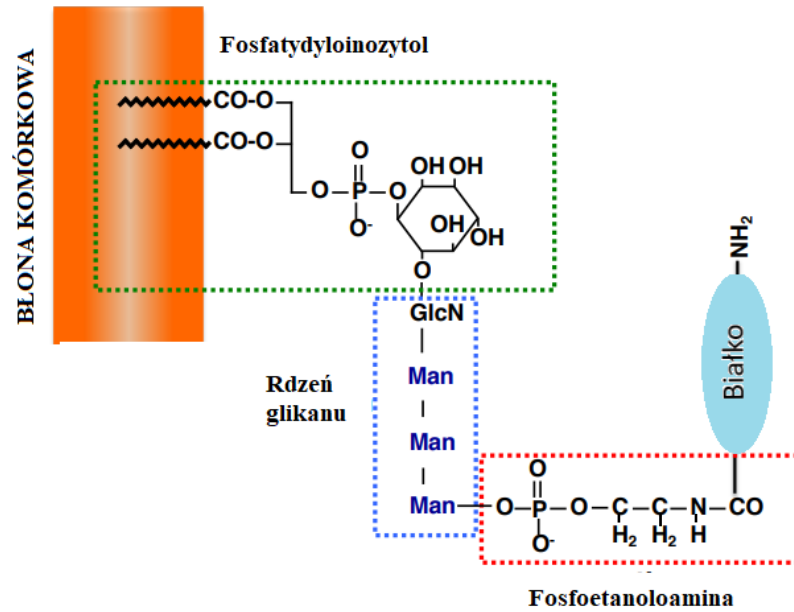 Fosfatydyloinozytol
BŁONA KOMÓRKOWA
CO-O
CO-O
O
O-P-O
O-
OH OH
OH
OH
O
GlcN
Rdzeń
glikanu
Man
Man
Man
NH2
Białko
O
O-P-O-C-C-N-CO
O-
H2 H2 H
Fosfoetanoloamina